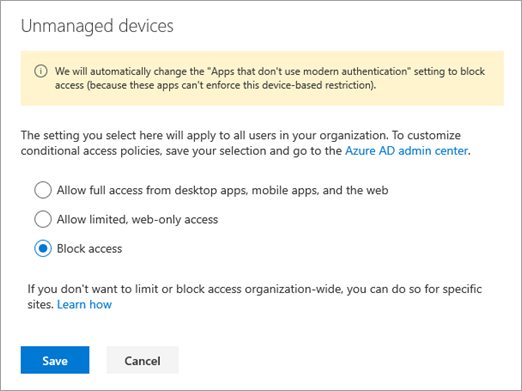 Unmanaged devices
We will automatically change the "Apps that don't use modern authentication" setting to block
access (because these apps can't enforce this device-based restriction).
The setting you select here will apply to all users in your organization. To customize
conditional access policies, save your selection and go to the Azure AD admin center.
Allow full access from desktop apps, mobile apps, and the web
Allow limited, web-only access
Block access
If you don't want to limit or block access organization-wide, you can do so for specific
sites. Learn how
Save Cancel